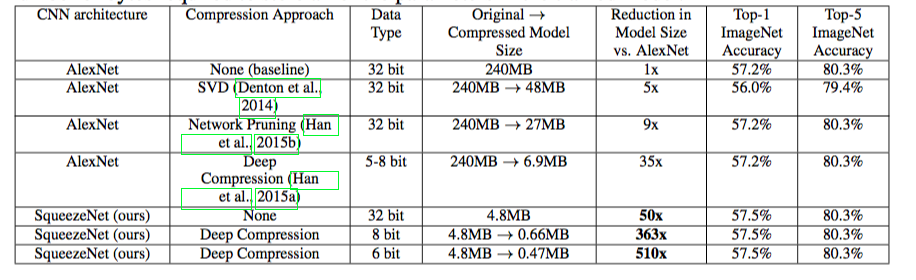 CNN architecture Compression Approach Data Type Original → Compressed Model Size Reduction in Model Size vs. AlexNet Top-1 ImageNet Accuracy Top-5 ImageNet Accuracy
AlexNet None (baseline) 32 bit 240MB 1x 57.2% 80.3%
AlexNet SVD (Denton et al., 2014) 32 bit 240MB → 48MB 5x 56.0% 79.4%
AlexNet Network Pruning (Han et al., 2015b) 32 bit 240MB → 27MB 9x 57.2% 80.3%
AlexNet Deep Compression (Han et al., 2015a) 5-8 bit 240MB → 6.9MB 35x 57.2% 80.3%
SqueezeNet (ours) None 32 bit 4.8MB 50x 57.5% 80.3%
SqueezeNet (ours) Deep Compression 8 bit 4.8MB → 0.66MB 363x 57.5% 80.3%
SqueezeNet (ours) Deep Compression 6 bit 4.8MB → 0.47MB 510x 57.5% 80.3%